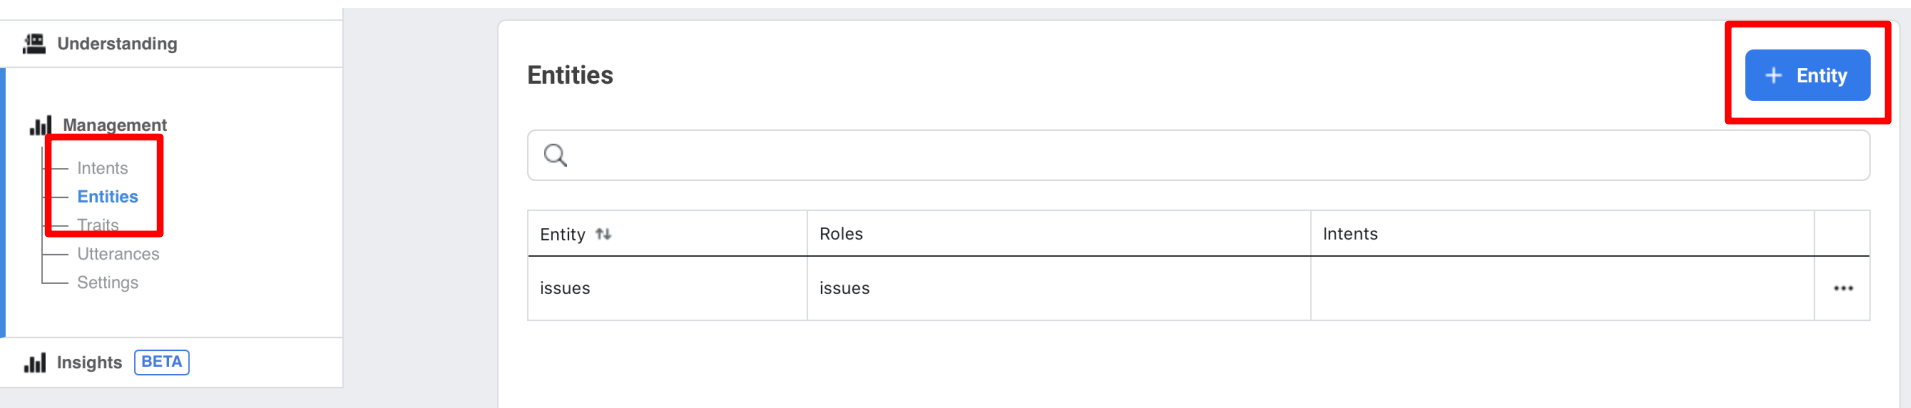 Understanding
Management
Intents
Entities
Traits
Utterances
Settings
Insights BETA
Entities
+ Entity
Entity Roles Intents
issues issues